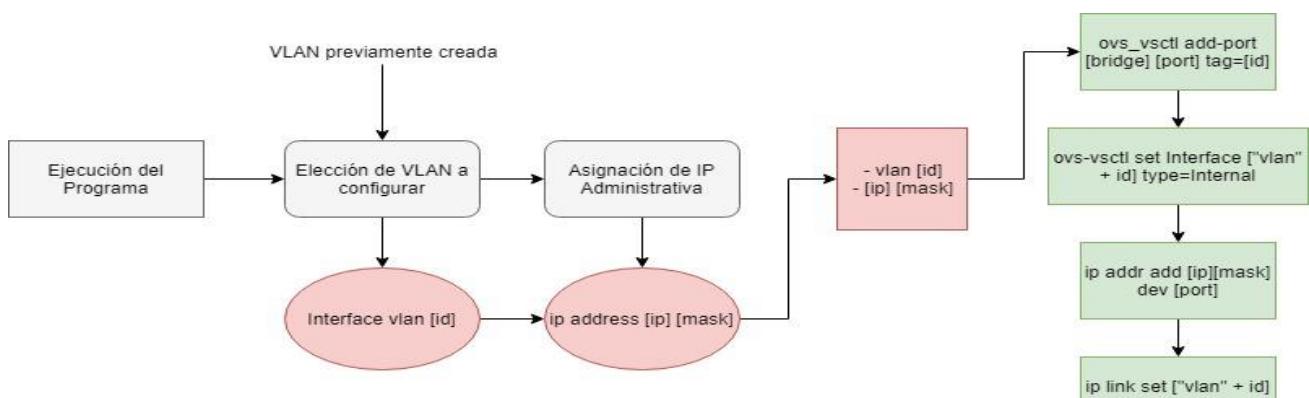 VLAN previamente creada
Ejecución del
Programa
Elección de VLAN a
configurar
Asignación de IP
Administrativa
Interface vlan [id]
ip address [ip] [mask]
- vlan [id]
- [ip] [mask]
ovs_vsctl add-port
[bridge] [port] tag=[id]
ovs-vsctl set Interface ["vlan"
+ id] type=Internal
ip addr add [ip][mask]
dev [port]
ip link set ["vlan" + id]